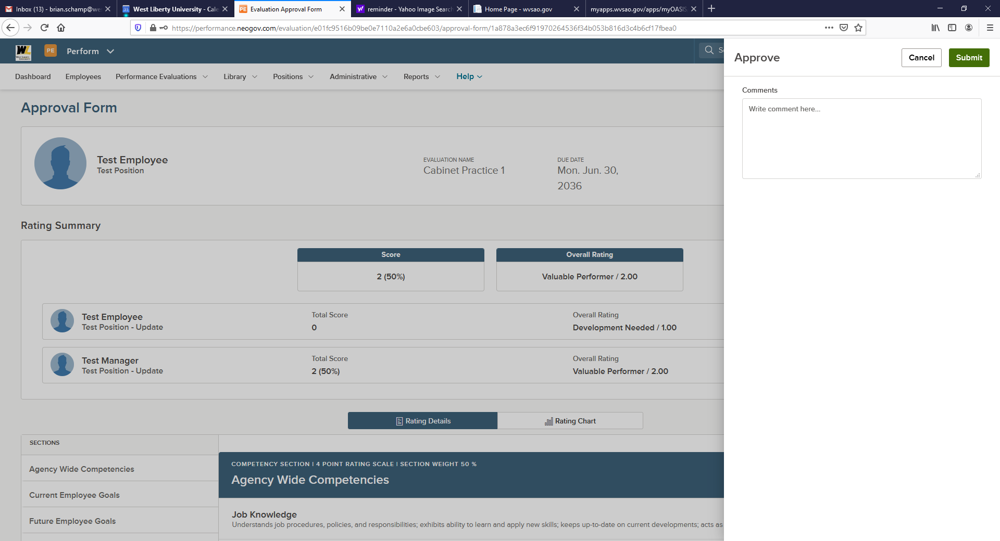 Inbox (13) - brian.schamp@we
West Liberty University - Cale
Evaluation Approval Form
reminder - Yahoo Image Search
Home Page - wvsao.gov
myapps.wvsao.gov/apps/myOASIS
https://performance.neogov.com/evaluation/e01fc9516b09be0e7110a2e6a0cbe603/approval-form/1a878a3ec6f91970264536f34b053b816d3c4b6cf17fbea0
WL
WEST LIBERTY
UNIVERSITY
PE
Perform
Se
Approve
Cancel
Submit
Dashboard
Employees
Performance Evaluations
Library
Positions
Administrative
Reports
Help
Comments
Write comment here...
Approval Form
Test Employee
Test Position
EVALUATION NAME
Cabinet Practice 1
DUE DATE
Mon. Jun. 30,
2036
Rating Summary
Score
2 (50%)
Overall Rating
Valuable Performer / 2.00
Test Employee
Test Position - Update
Total Score
0
Overall Rating
Development Needed / 1.00
Test Manager
Test Position - Update
Total Score
2 (50%)
Overall Rating
Valuable Performer / 2.00
Rating Details
Rating Chart
SECTIONS
Agency Wide Competencies
Current Employee Goals
Future Employee Goals
COMPETENCY SECTION | 4 POINT RATING SCALE | SECTION WEIGHT 50 %
Agency Wide Competencies
Job Knowledge
Understands job procedures, policies, and responsibilities; exhibits ability to learn and apply new skills; keeps up-to-date on current developments; acts as